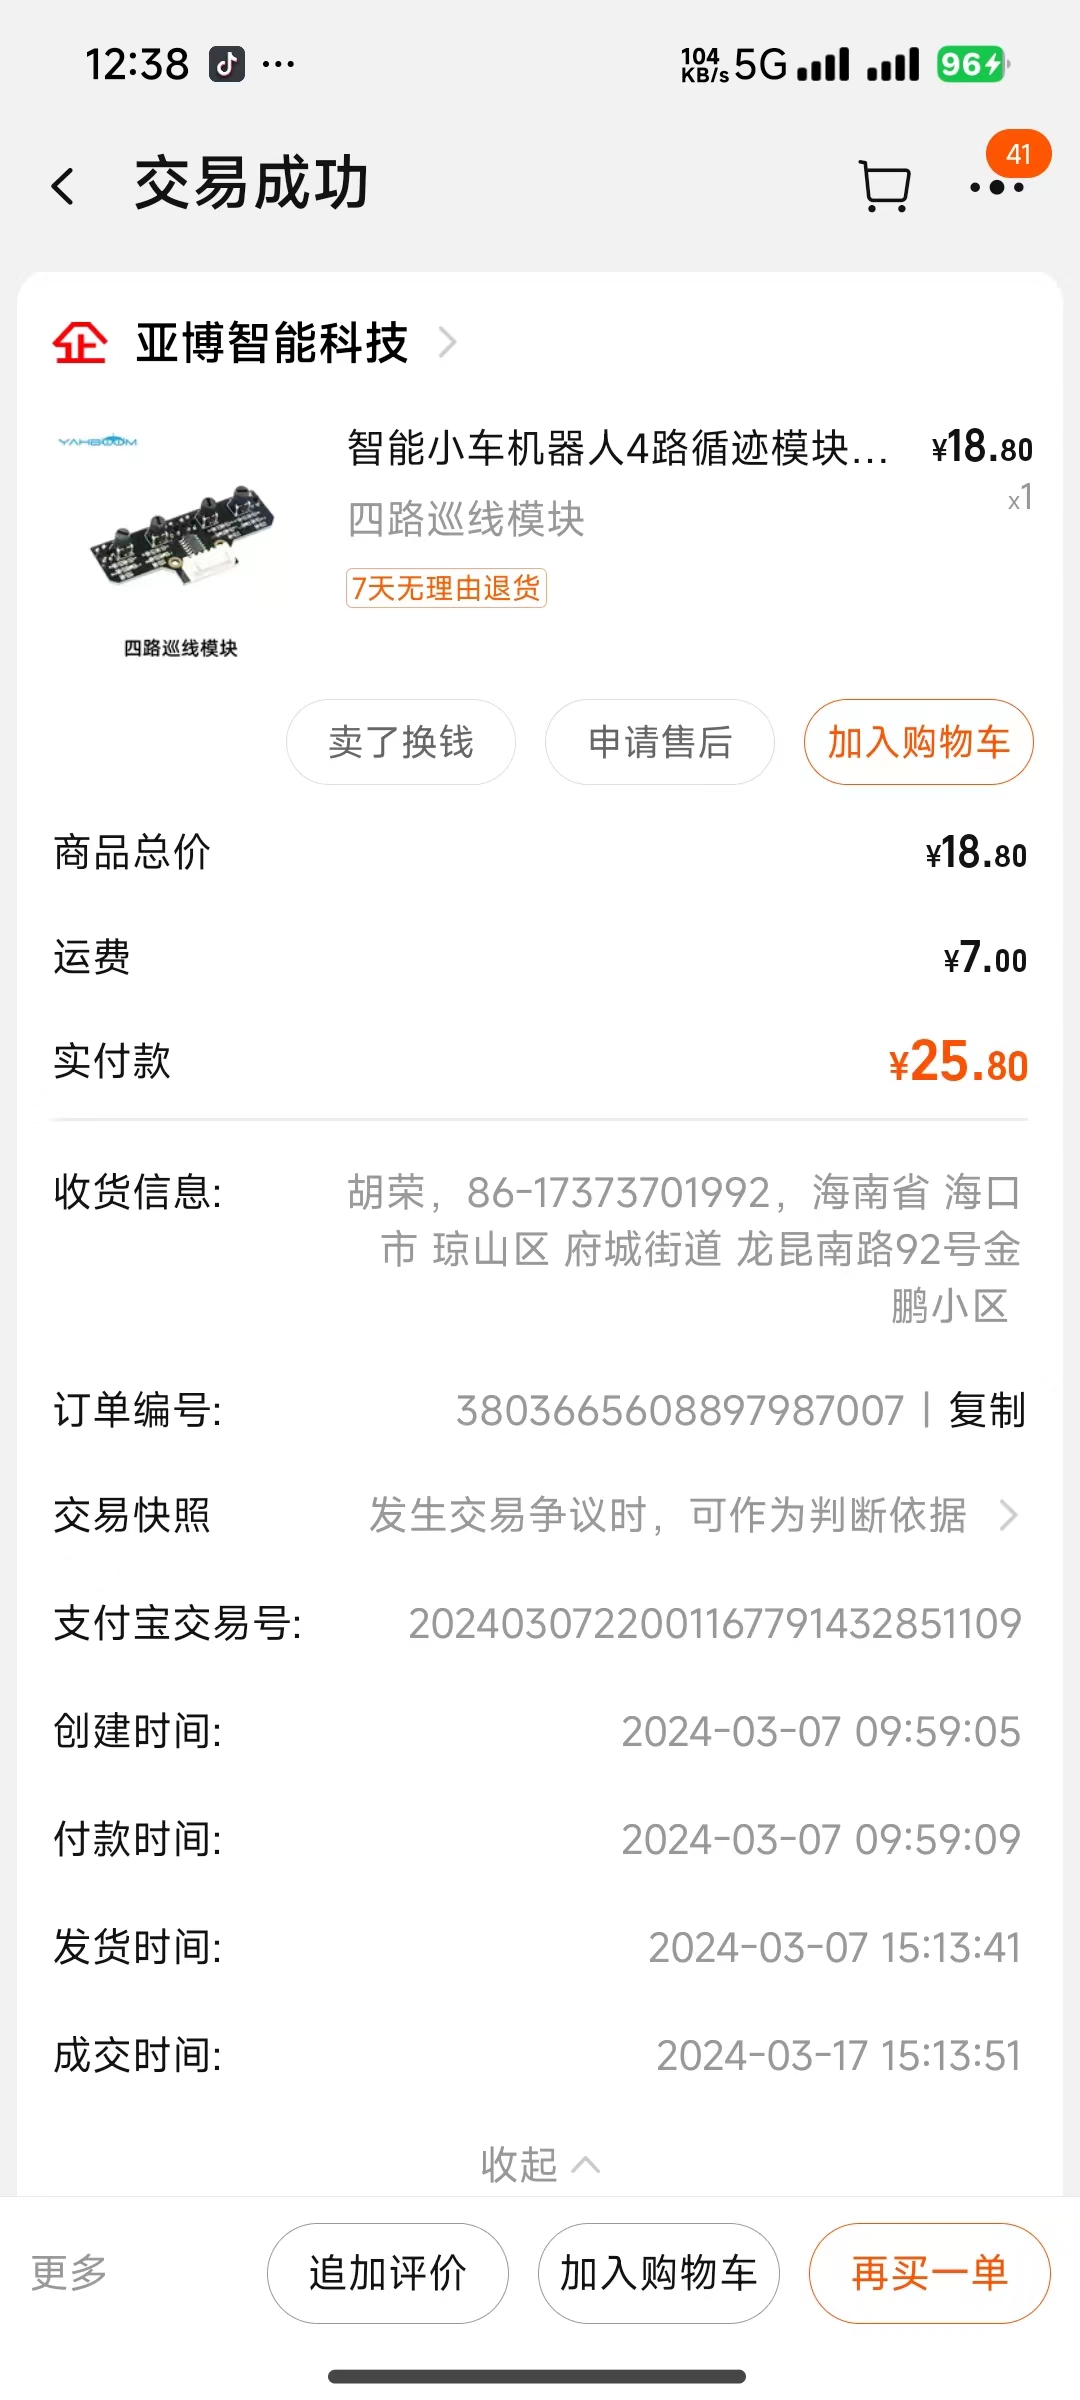 12:38 ...
104 KB/s 5G 96
交易成功
41
企 亚博智能科技
YAHBOOM
智能小车机器人4路循迹模块... ¥18.80
四路巡线模块 x1
7天无理由退货
四路巡线模块
卖了换钱 申请售后 加入购物车
商品总价 ¥18.80
运费 ¥7.00
实付款 ¥25.80
收货信息: 胡荣，86-17373701992，海南省 海口
市 琼山区 府城街道 龙昆南路92号金
鹏小区
订单编号: 3803665608897987007 | 复制
交易快照 发生交易争议时，可作为判断依据
支付宝交易号: 2024030722001167791432851109
创建时间: 2024-03-07 09:59:05
付款时间: 2024-03-07 09:59:09
发货时间: 2024-03-07 15:13:41
成交时间: 2024-03-17 15:13:51
收起
更多 追加评价 加入购物车 再买一单